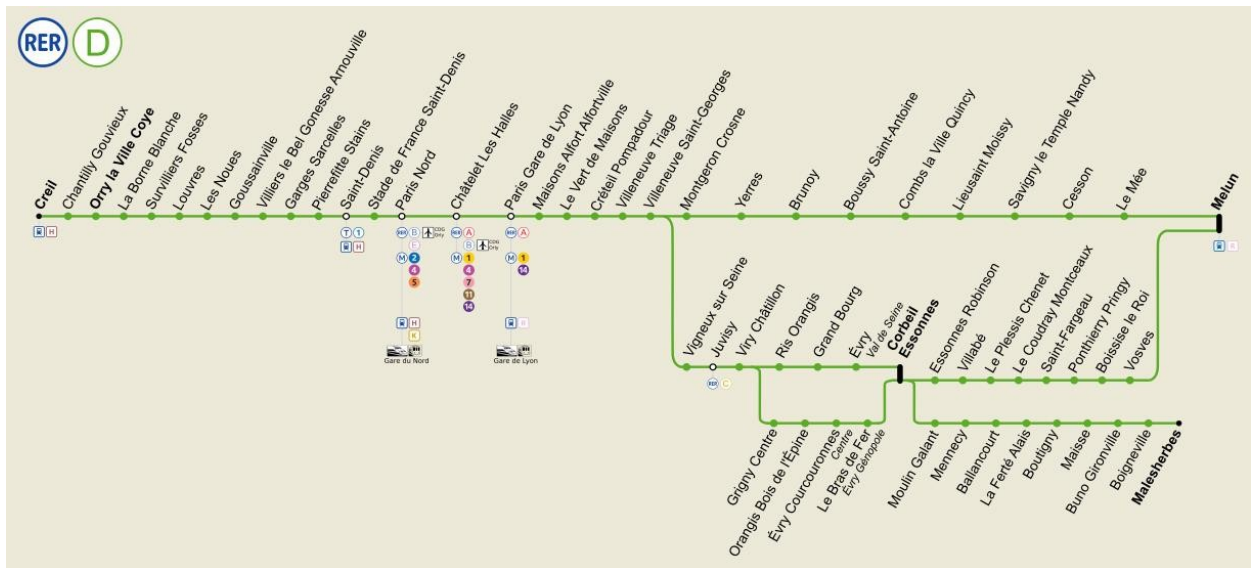 RER D
Creil
Chantilly Gouvieux
Orry la Ville Coye
La Borne Blanche
Survilliers Fosses
Louvres
Les Noues
Goussainville
Villiers le Bel Gonesse Arnouville
Garges Sarcelles
Pierrefitte Stains
Saint-Denis
Stade de France Saint-Denis
Paris Nord
Châtelet Les Halles
Paris Gare de Lyon
Maisons Alfort Alfortville
Le Vert de Maisons
Créteil Pompadour
Villeneuve Triage
Villeneuve Saint-Georges
Montgeron Crosne
Yerres
Brunoy
Boussy Saint-Antoine
Combs la Ville Quincy
Lieusaint Moissy
Savigny le Temple Nandy
Cesson
Le Mée
Melun
H
T 1
H
RER B CDG Orly
E
M 2
4
5
H
K
Gare du Nord
RER A
B CDG Orly
M 1
4
7
11
14
RER A
M 1
14
R
Gare de Lyon
R
Vigneux sur Seine
Juvisy
Viry Châtillon
Ris Orangis
Grand Bourg
Évry
Val de Seine
Corbeil
Essonnes
Essonnes Robinson
Villabé
Le Plessis Chenet
Le Coudray Montceaux
Saint-Fargeau
Ponthierry Pringy
Boissise le Roi
Vosves
RER C
Grigny Centre
Orangis Bois de l'Épine
Évry Courcouronnes
Centre
Le Bras de Fer
Évry Génopole
Moulin Galant
Mennecy
Ballancourt
La Ferté Alais
Boutigny
Maisse
Buno Gironville
Boigneville
Malesherbes